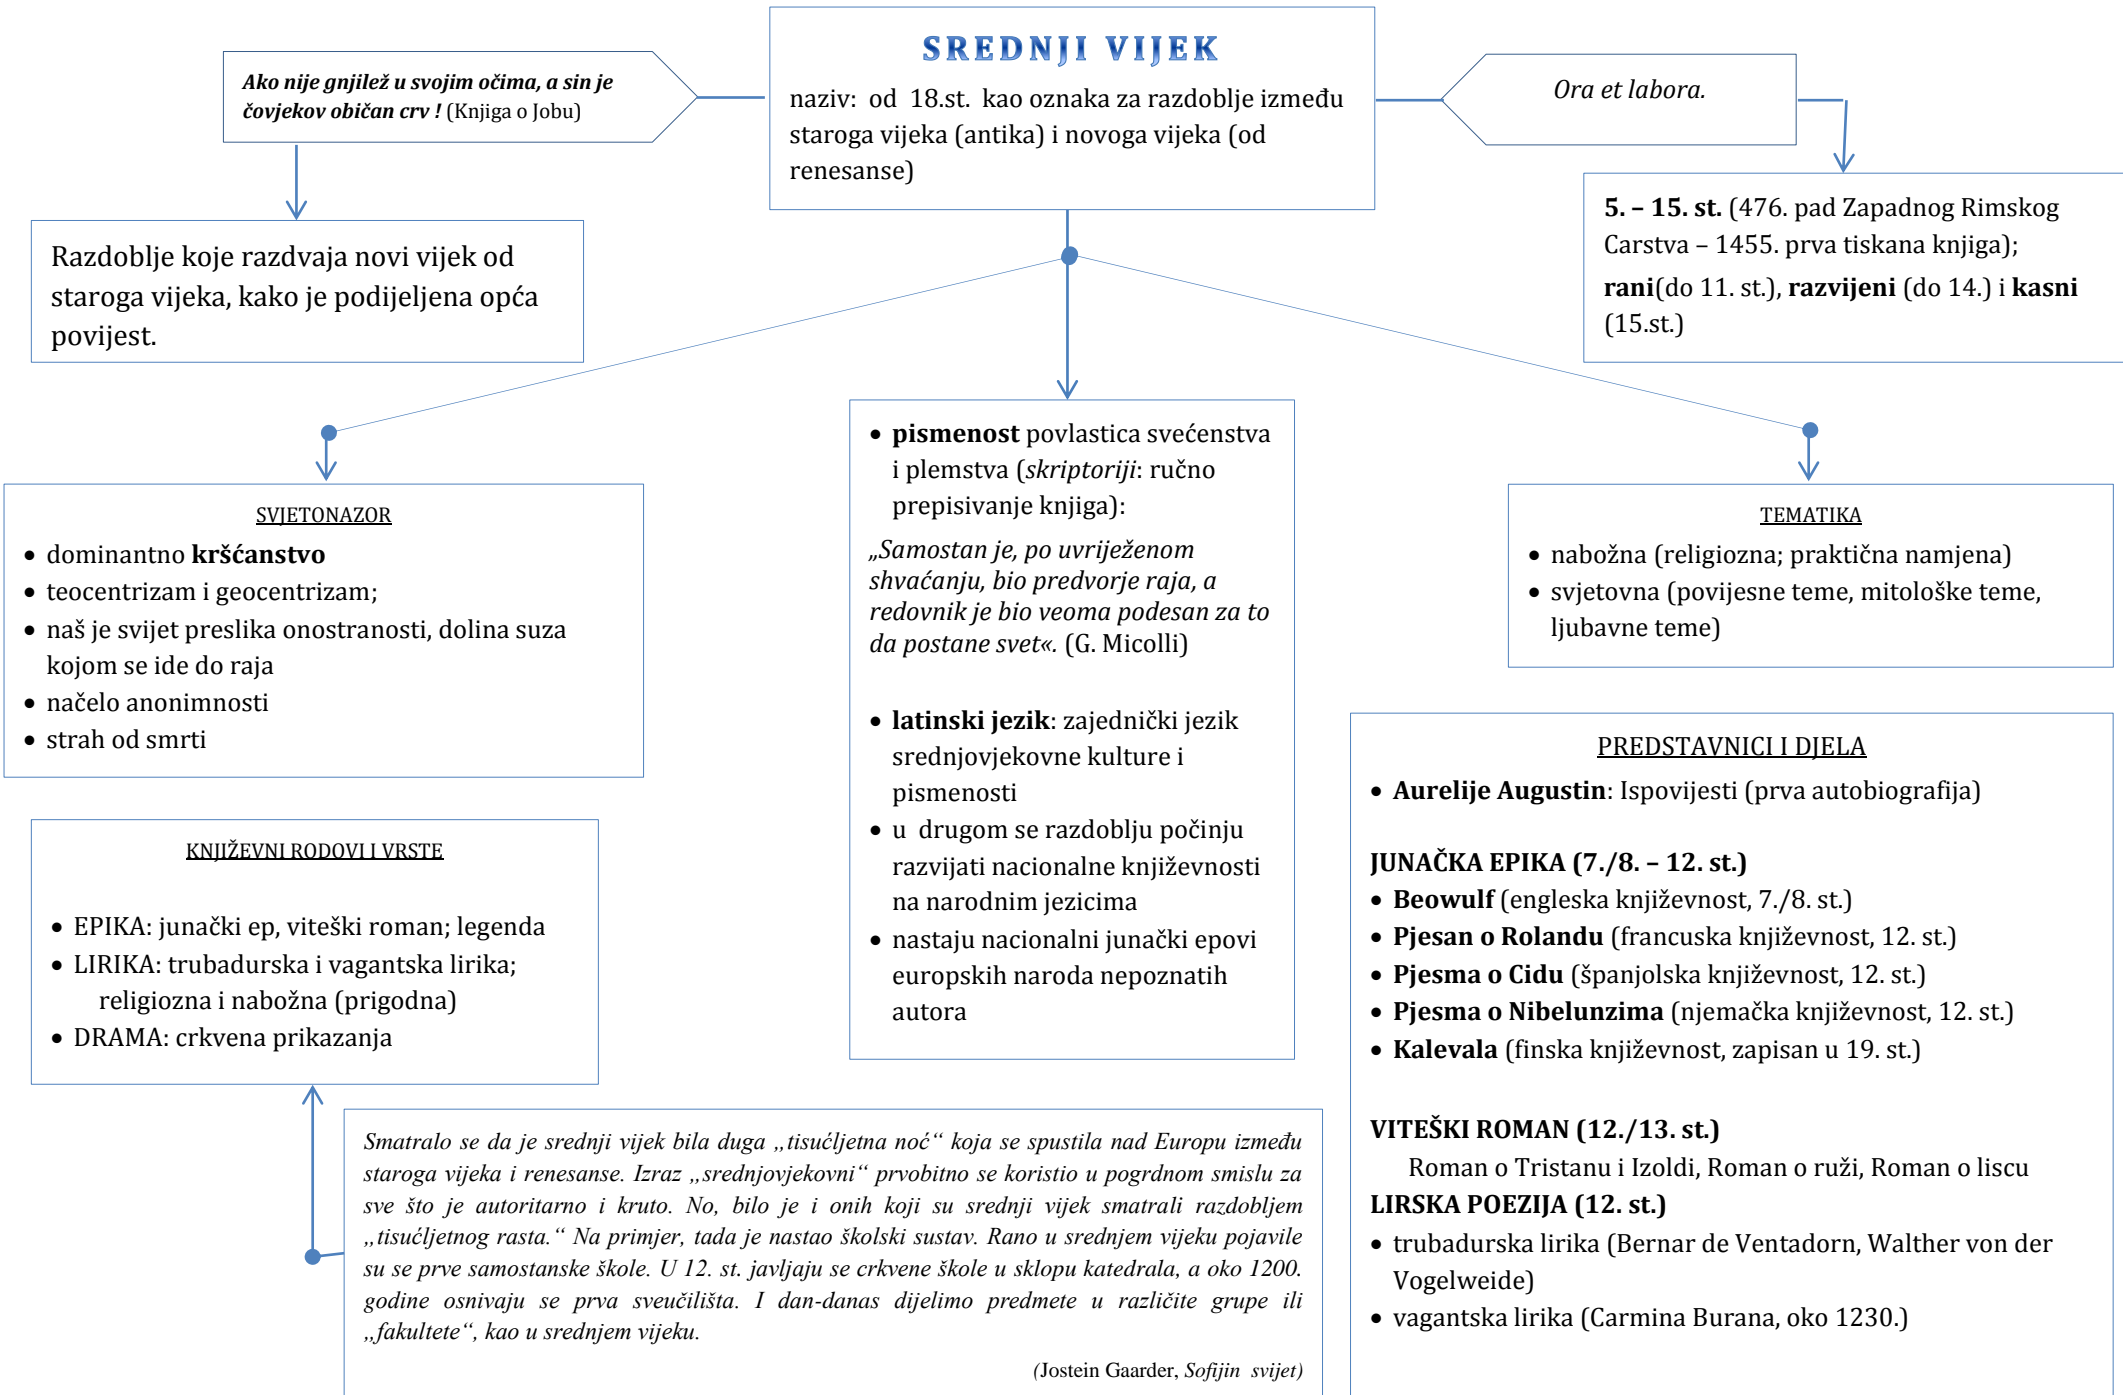 SREDNJI VIJEK
naziv: od 18.st. kao oznaka za razdoblje između
staroga vijeka (antika) i novoga vijeka (od
renesanse)
Ako nije gnjilež u svojim očima, a sin je
čovjekov običan crv ! (Knjiga o Jobu)
Ora et labora.
Razdoblje koje razdvaja novi vijek od
staroga vijeka, kako je podijeljena opća
povijest.
5. – 15. st. (476. pad Zapadnog Rimskog
Carstva – 1455. prva tiskana knjiga);
rani(do 11. st.), razvijeni (do 14.) i kasni
(15.st.)
SVJETONAZOR
• dominantno kršćanstvo
• teocentrizam i geocentrizam;
• naš je svijet preslika onostranosti, dolina suza
kojom se ide do raja
• načelo anonimnosti
• strah od smrti
• pismenost povlastica svećenstva
i plemstva (skriptoriji: ručno
prepisivanje knjiga):
„Samostan je, po uvriježenom
shvaćanju, bio predvorje raja, a
redovnik je bio veoma podesan za to
da postane svet«. (G. Micolli)
• latinski jezik: zajednički jezik
srednjovjekovne kulture i
pismenosti
• u drugom se razdoblju počinju
razvijati nacionalne književnosti
na narodnim jezicima
• nastaju nacionalni junački epovi
europskih naroda nepoznatih
autora
TEMATIKA
• nabožna (religiozna; praktična namjena)
• svjetovna (povijesne teme, mitološke teme,
ljubavne teme)
KNJIŽEVNI RODOVI I VRSTE
• EPIKA: junački ep, viteški roman; legenda
• LIRIKA: trubadurska i vagantska lirika;
religiozna i nabožna (prigodna)
• DRAMA: crkvena prikazanja
PREDSTAVNICI I DJELA
• Aurelije Augustin: Ispovijesti (prva autobiografija)
JUNAČKA EPIKA (7./8. – 12. st.)
• Beowulf (engleska književnost, 7./8. st.)
• Pjesan o Rolandu (francuska književnost, 12. st.)
• Pjesma o Cidu (španjolska književnost, 12. st.)
• Pjesma o Nibelunzima (njemačka književnost, 12. st.)
• Kalevala (finska književnost, zapisan u 19. st.)
VITEŠKI ROMAN (12./13. st.)
Roman o Tristanu i Izoldi, Roman o ruži, Roman o liscu
LIRSKA POEZIJA (12. st.)
• trubadurska lirika (Bernar de Ventadorn, Walther von der
Vogelweide)
• vagantska lirika (Carmina Burana, oko 1230.)
Smatralo se da je srednji vijek bila duga „tisućljetna noć“ koja se spustila nad Europu između
staroga vijeka i renesanse. Izraz „srednjovjekovni“ prvobitno se koristio u pogrdnom smislu za
sve što je autoritarno i kruto. No, bilo je i onih koji su srednji vijek smatrali razdobljem
„tisućljetnog rasta.“ Na primjer, tada je nastao školski sustav. Rano u srednjem vijeku pojavile
su se prve samostanske škole. U 12. st. javljaju se crkvene škole u sklopu katedrala, a oko 1200.
godine osnivaju se prva sveučilišta. I dan-danas dijelimo predmete u različite grupe ili
„fakultete“, kao u srednjem vijeku.
(Jostein Gaarder, Sofijin svijet)